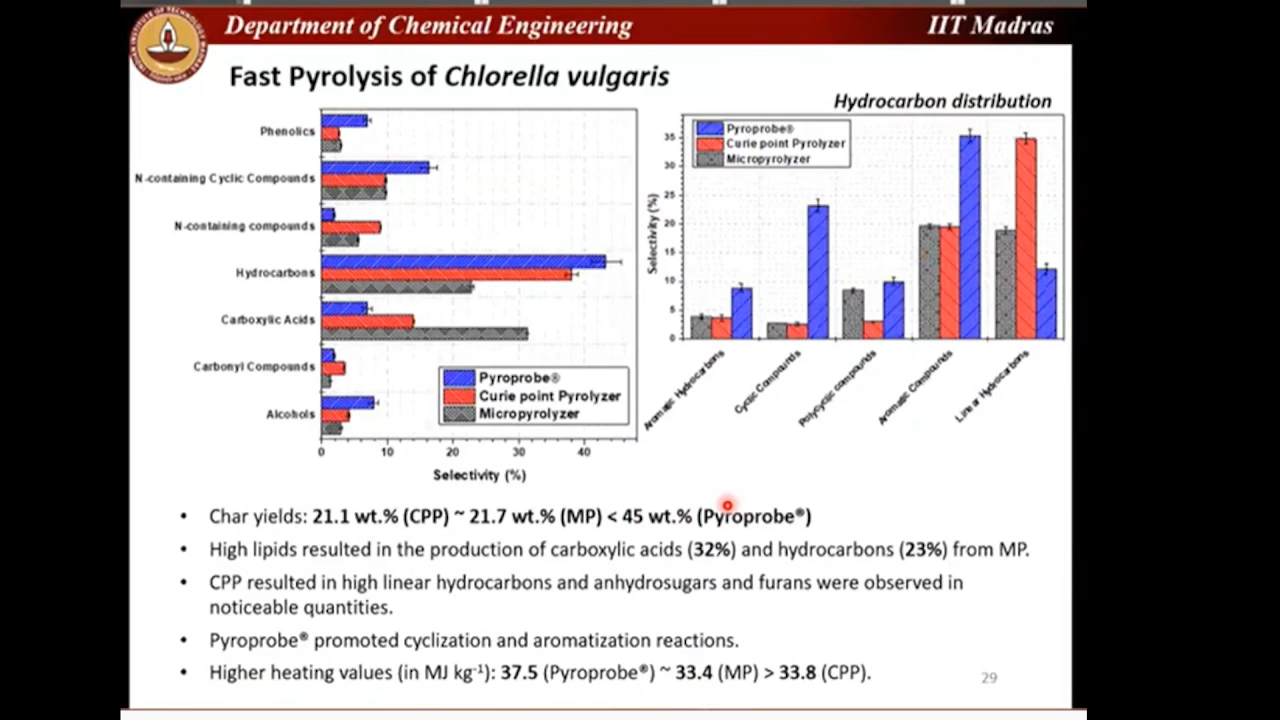 Department of Chemical Engineering
IIT Madras
Fast Pyrolysis of Chlorella vulgaris
Hydrocarbon distribution
Phenolics
N-containing Cyclic Compounds
N-containing compounds
Hydrocarbons
Carboxylic Acids
Carbonyl Compounds
Alcohols
Pyroprobe®
Curie point Pyrolyzer
Micropyrolyzer
0 10 20 30 40
Selectivity (%)
Pyroprobe®
Curie point Pyrolyzer
Micropyrolyzer
35
30
25
20
15
10
5
0
Selectivity (%)
Aromatic Hydrocarbons
Cyclic Compounds
Polycyclic compounds
Aromatic Compounds
Linear Hydrocarbons
• Char yields: 21.1 wt.% (CPP) ~ 21.7 wt.% (MP) < 45 wt.% (Pyroprobe®)
• High lipids resulted in the production of carboxylic acids (32%) and hydrocarbons (23%) from MP.
• CPP resulted in high linear hydrocarbons and anhydrosugars and furans were observed in
noticeable quantities.
• Pyroprobe® promoted cyclization and aromatization reactions.
• Higher heating values (in MJ kg⁻¹): 37.5 (Pyroprobe®) ~ 33.4 (MP) > 33.8 (CPP).
29